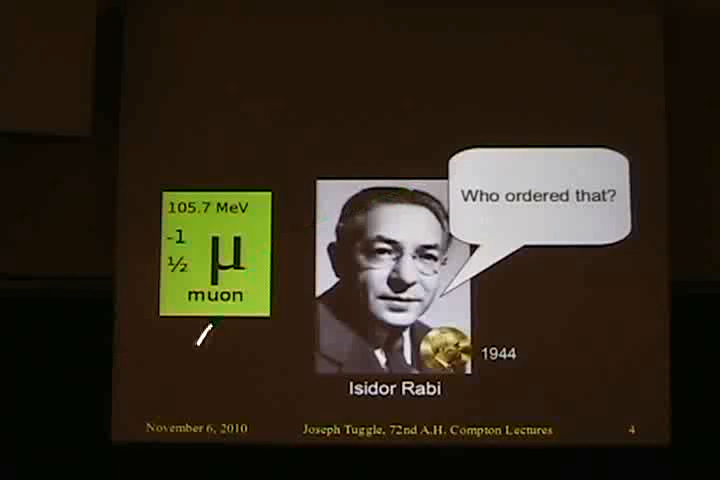 Who ordered that?
105.7 MeV
-1
½
μ
muon
1944
Isidor Rabi
November 6, 2010
Joseph Tuggle, 72nd A.H. Compton Lectures
4